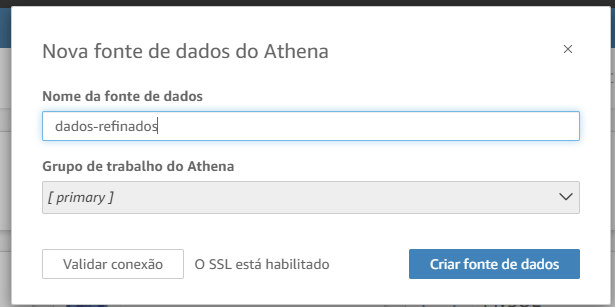 Nova fonte de dados do Athena
×
Nome da fonte de dados
dados-refinados
Grupo de trabalho do Athena
[ primary ]
Validar conexão O SSL está habilitado Criar fonte de dados